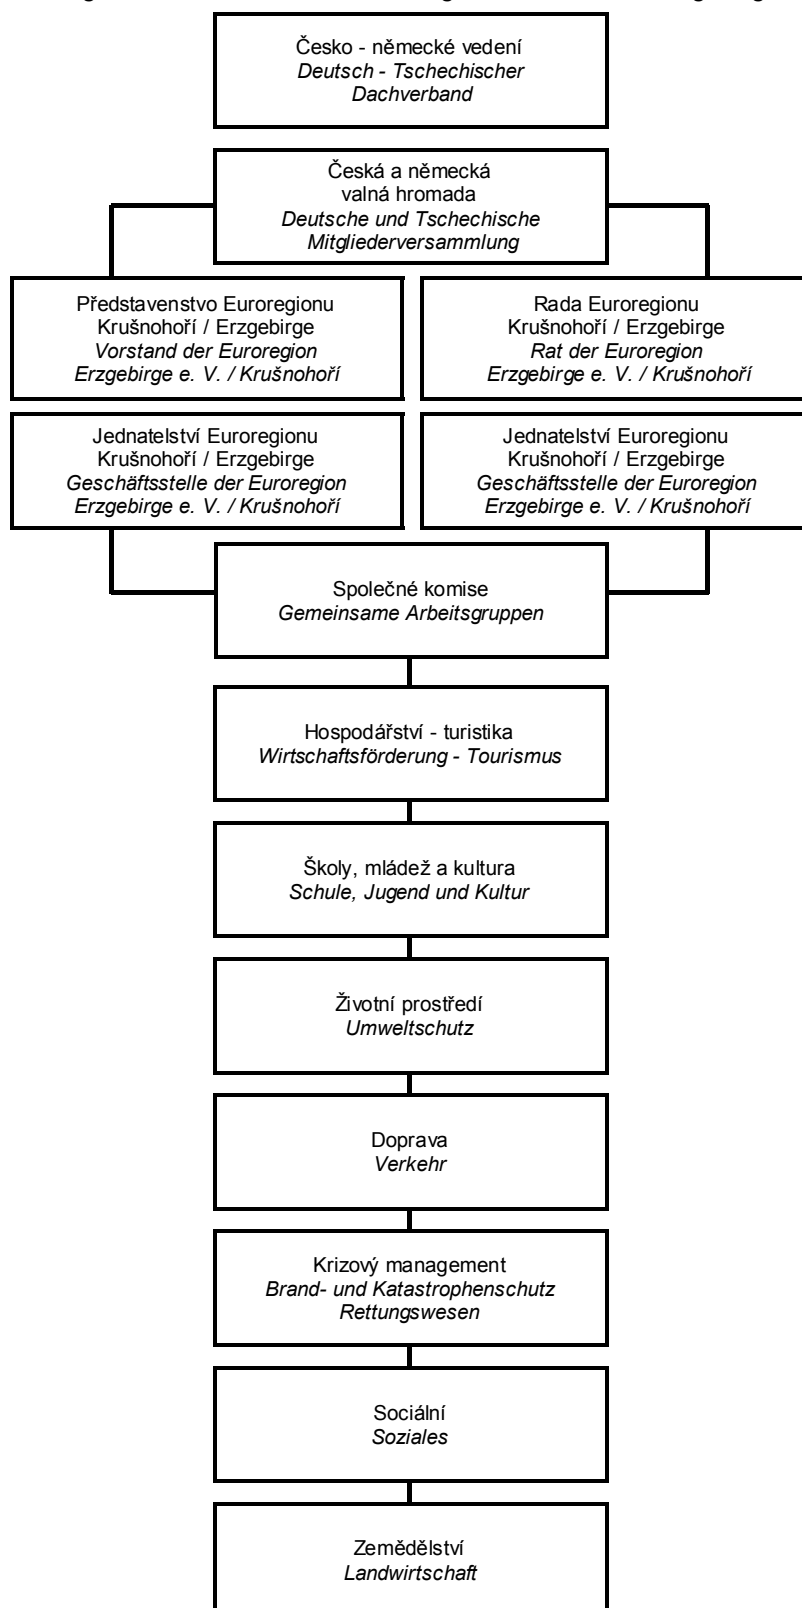 Česko - německé vedení
Deutsch - Tschechischer
Dachverband
Česká a německá
valná hromada
Deutsche und Tschechische
Mitgliederversammlung
Představenstvo Euroregionu
Krušnohoří / Erzgebirge
Vorstand der Euroregion
Erzgebirge e. V. / Krušnohoří
Rada Euroregionu
Krušnohoří / Erzgebirge
Rat der Euroregion
Erzgebirge e. V. / Krušnohoří
Jednatelství Euroregionu
Krušnohoří / Erzgebirge
Geschäftsstelle der Euroregion
Erzgebirge e. V. / Krušnohoří
Jednatelství Euroregionu
Krušnohoří / Erzgebirge
Geschäftsstelle der Euroregion
Erzgebirge e. V. / Krušnohoří
Společné komise
Gemeinsame Arbeitsgruppen
Hospodářství - turistika
Wirtschaftsförderung - Tourismus
Školy, mládež a kultura
Schule, Jugend und Kultur
Životní prostředí
Umweltschutz
Doprava
Verkehr
Krizový management
Brand- und Katastrophenschutz
Rettungswesen
Sociální
Soziales
Zemědělství
Landwirtschaft